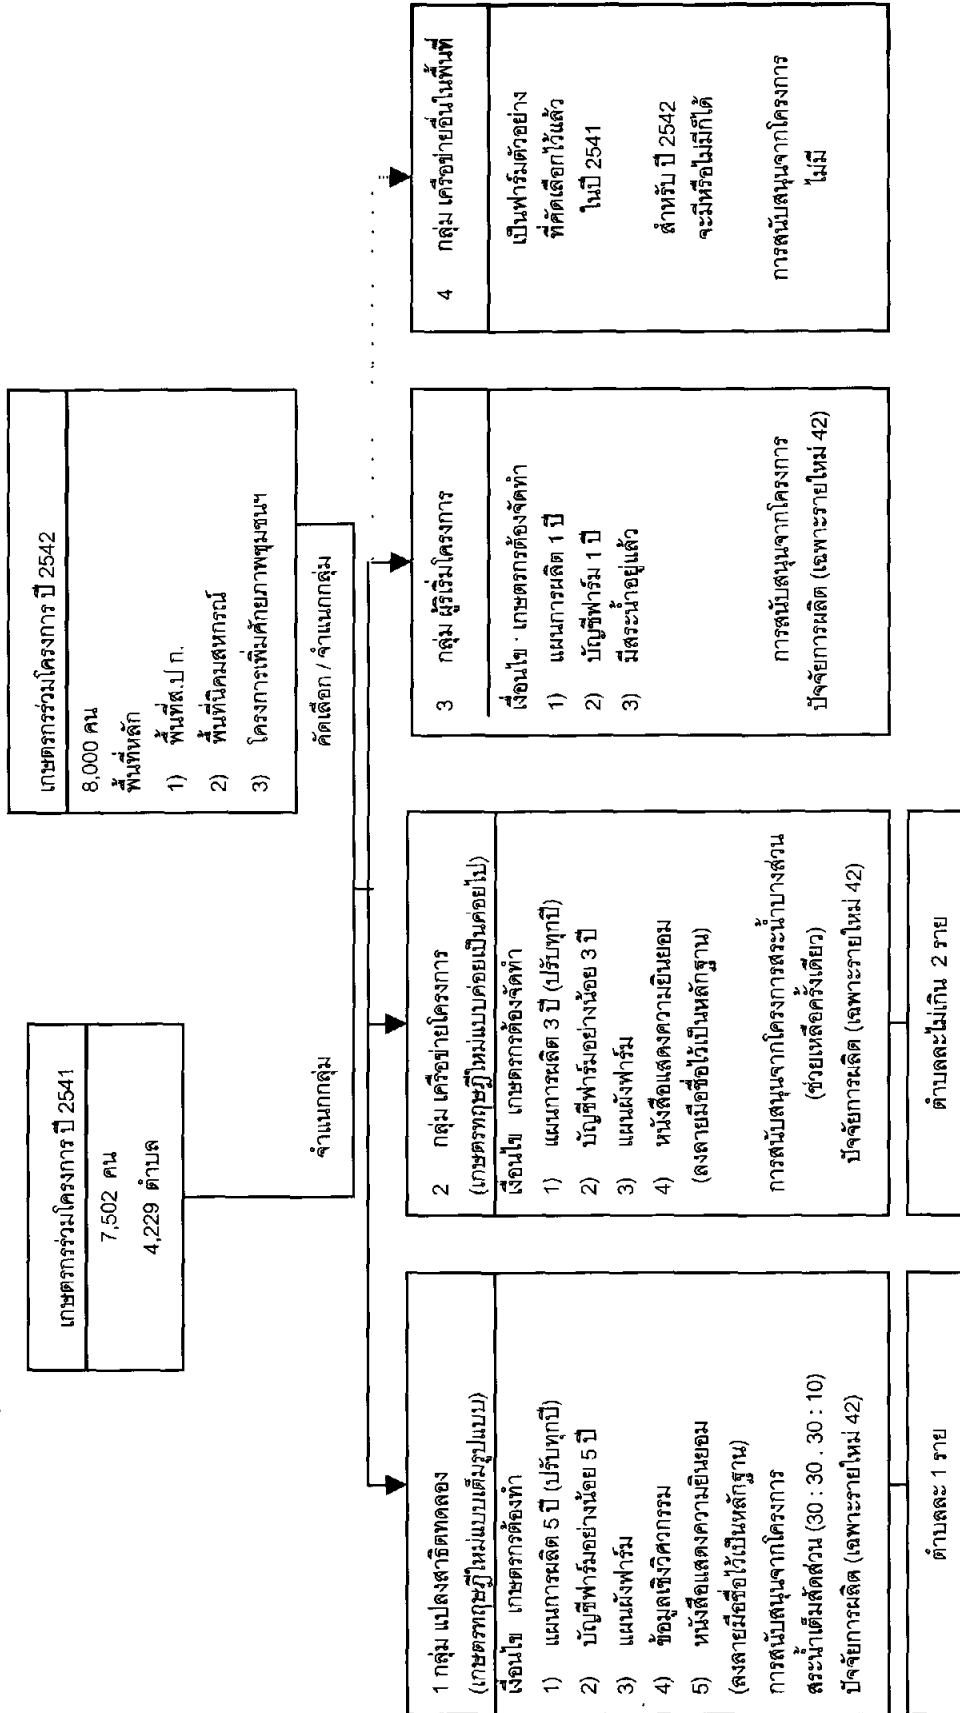 เกษตรกรร่วมโครงการ ปี 2541
7,502 คน
4,229 ตำบล
จำแนกกลุ่ม
เกษตรกรร่วมโครงการ ปี 2542
8,000 คน
พื้นที่หลัก
1) พื้นที่ส.ป ก.
2) พื้นที่นิคมสหกรณ์
3) โครงการเพิ่มศักยภาพชุมชนฯ
คัดเลือก / จำแนกกลุ่ม
1 กลุ่ม แปลงสาธิตทดลอง
(เกษตรทฤษฎีใหม่แบบเต็มรูปแบบ)
เงื่อนไข เกษตรกรต้องทำ
1) แผนการผลิต 5 ปี (ปรับทุกปี)
2) บัญชีฟาร์มอย่างน้อย 5 ปี
3) แผนผังฟาร์ม
4) ข้อมูลเชิงวิศวกรรม
5) หนังสือแสดงความยินยอม
(ลงลายมือชื่อไว้เป็นหลักฐาน)
การสนับสนุนจากโครงการ
สระน้ำเต็มสัดส่วน (30 : 30 . 30 : 10)
ปัจจัยการผลิต (เฉพาะรายใหม่ 42)
ตำบลละ 1 ราย
2 กลุ่ม เครือข่ายโครงการ
(เกษตรทฤษฎีใหม่แบบค่อยเป็นค่อยไป)
เงื่อนไข เกษตรกรต้องจัดทำ
1) แผนการผลิต 3 ปี (ปรับทุกปี)
2) บัญชีฟาร์มอย่างน้อย 3 ปี
3) แผนผังฟาร์ม
4) หนังสือแสดงความยินยอม
(ลงลายมือชื่อไว้เป็นหลักฐาน)
การสนับสนุนจากโครงการสระน้ำบางส่วน
(ช่วยเหลือครั้งเดียว)
ปัจจัยการผลิต (เฉพาะรายใหม่ 42)
ตำบลละไม่เกิน 2 ราย
3 กลุ่ม ผู้ริเริ่มโครงการ
เงื่อนไข · เกษตรกรต้องจัดทำ
1) แผนการผลิต 1 ปี
2) บัญชีฟาร์ม 1 ปี
3) มีสระน้ำอยู่แล้ว
การสนับสนุนจากโครงการ
ปัจจัยการผลิต (เฉพาะรายใหม่ 42)
4 กลุ่ม เครือข่ายอื่นในพื้นที่
เป็นฟาร์มตัวอย่าง
ที่คัดเลือกไว้แล้ว
ในปี 2541
สำหรับ ปี 2542
จะมีหรือไม่มีก็ได้
การสนับสนุนจากโครงการ
ไม่มี